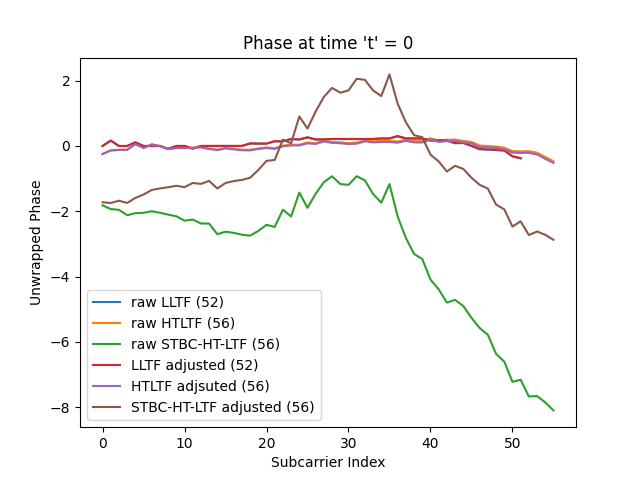 Phase at time 't' = 0
Unwrapped Phase
2
0
−2
−4
−6
−8
raw LLTF (52)
raw HTLTF (56)
raw STBC-HT-LTF (56)
LLTF adjusted (52)
HTLTF adjsuted (56)
STBC-HT-LTF adjusted (56)
0 10 20 30 40 50
Subcarrier Index